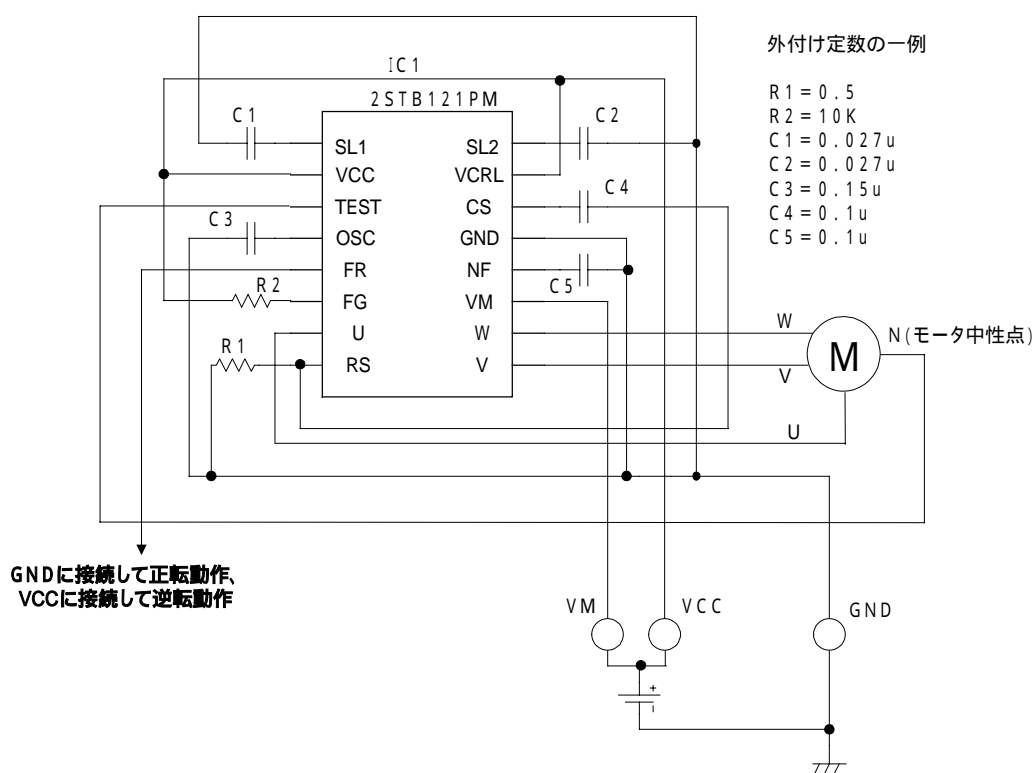 外付け定数の一例
R1=0.5
R2=10K
C1=0.027u
C2=0.027u
C3=0.15u
C4=0.1u
C5=0.1u
IC1
2STB121PM
C1
C2
SL1
SL2
VCC
VCRL
C4
TEST
CS
C3
OSC
GND
FR
NF
R2
C5
FG
VM
U
W
W
R1
RS
V
V
M
N(モータ中性点)
U
GNDに接続して正転動作、
VCCに接続して逆転動作
VM
VCC
GND
+
-